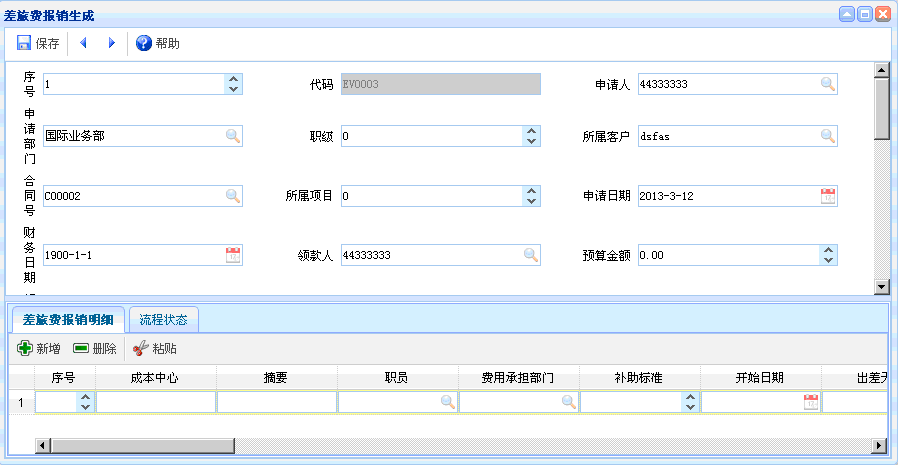 差旅费报销生成
保存 帮助
序号 1 代码 EV0003 申请人 44333333
申请部门 国际业务部 职级 0 所属客户 dsfas
合同号 C00002 所属项目 0 申请日期 2013-3-12
财务日期 1900-1-1 领款人 44333333 预算金额 0.00
差旅费报销明细 流程状态
新增 删除 粘贴
序号 成本中心 摘要 职员 费用承担部门 补助标准 开始日期 出差
1